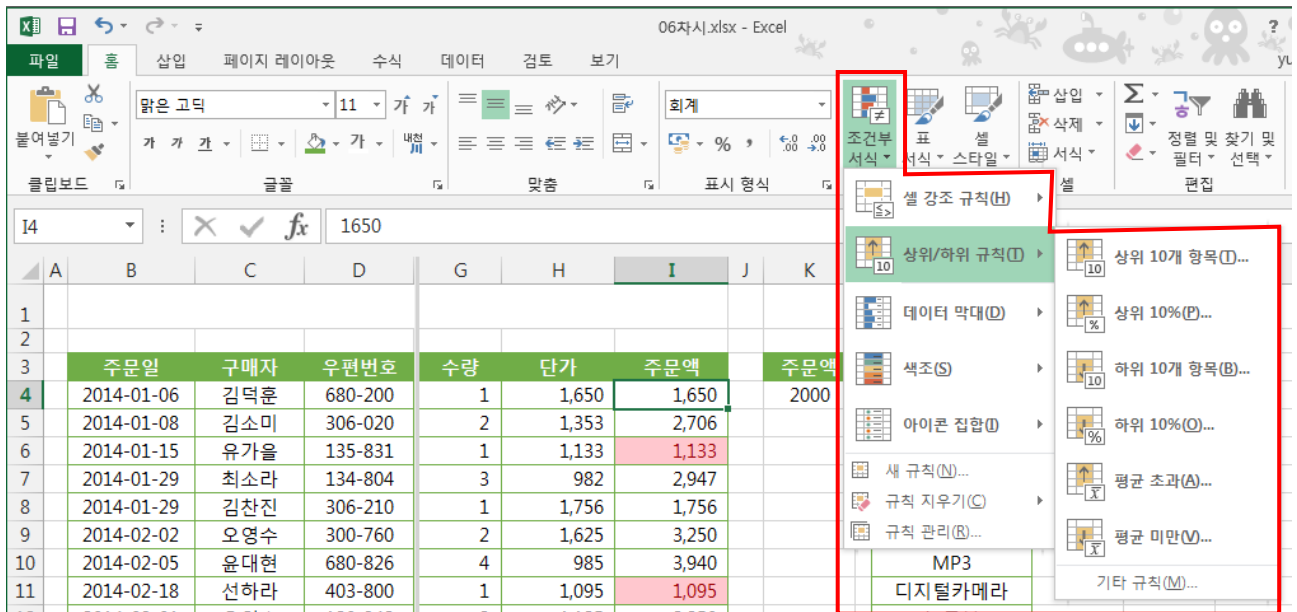 06차시.xlsx - Excel
?
파일 홈 삽입 페이지 레이아웃 수식 데이터 검토 보기 yu
붙여넣기
맑은 고딕 11 가 가
가 가 가 가 내천
회계
% , .0 .00
조건부 서식
표 서식
셀 스타일
삽입
삭제
서식
정렬 및 필터
찾기 및 선택
클립보드 글꼴 맞춤 표시 형식 셀 편집
I4 fx 1650
A B C D G H I J K
1
2
3 주문일 구매자 우편번호 수량 단가 주문액 주문액
4 2014-01-06 김덕훈 680-200 1 1,650 1,650 2000
5 2014-01-08 김소미 306-020 2 1,353 2,706
6 2014-01-15 유가을 135-831 1 1,133 1,133
7 2014-01-29 최소라 134-804 3 982 2,947
8 2014-01-29 김찬진 306-210 1 1,756 1,756
9 2014-02-02 오영수 300-760 2 1,625 3,250
10 2014-02-05 윤대현 680-826 4 985 3,940 MP3
11 2014-02-18 선하라 403-800 1 1,095 1,095 디지털카메라
셀 강조 규칙(H)
상위/하위 규칙(T)
데이터 막대(D)
색조(S)
아이콘 집합(I)
새 규칙(N)...
규칙 지우기(C)
규칙 관리(R)...
상위 10개 항목(T)...
상위 10%(P)...
하위 10개 항목(B)...
하위 10%(O)...
평균 초과(A)...
평균 미만(V)...
기타 규칙(M)...